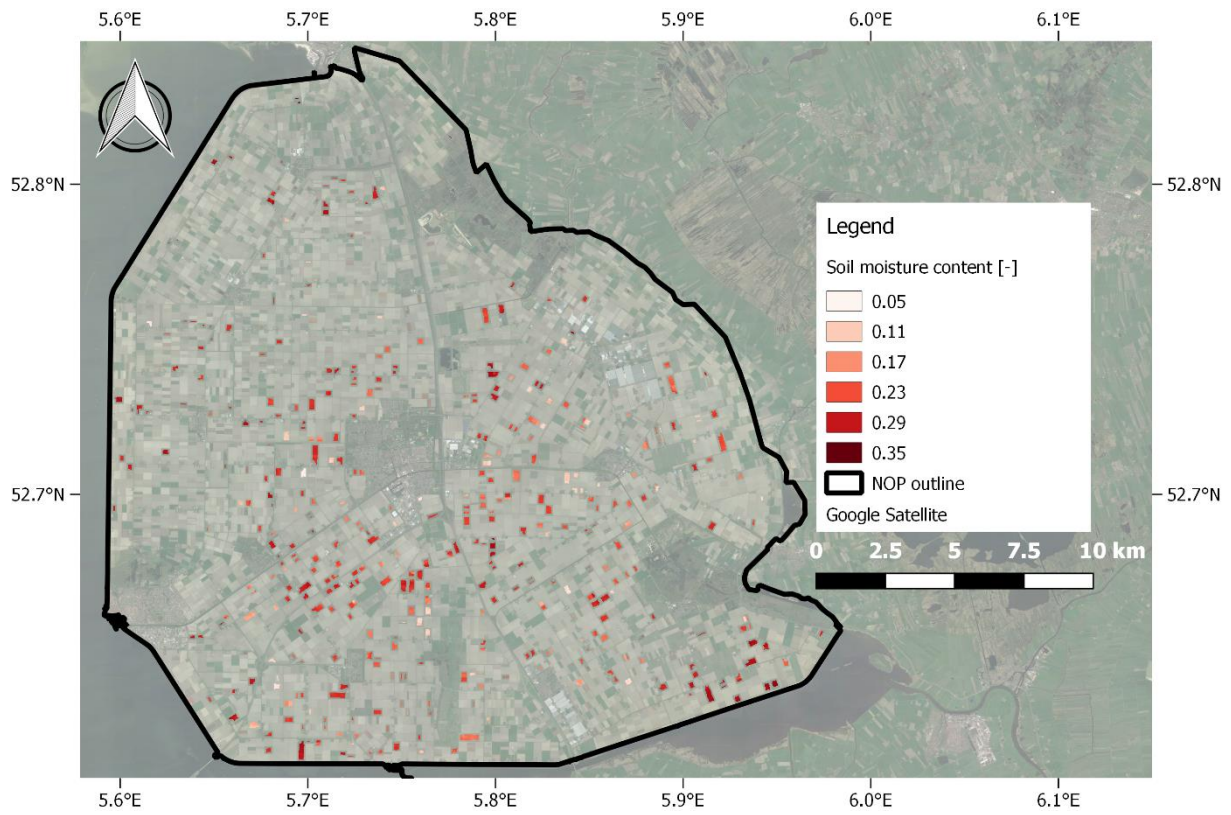 5.6°E 5.7°E 5.8°E 5.9°E 6.0°E 6.1°E
52.8°N 52.8°N
Legend
Soil moisture content [-]
0.05
0.11
0.17
0.23
0.29
0.35
NOP outline
Google Satellite
52.7°N 52.7°N
0 2.5 5 7.5 10 km
5.6°E 5.7°E 5.8°E 5.9°E 6.0°E 6.1°E